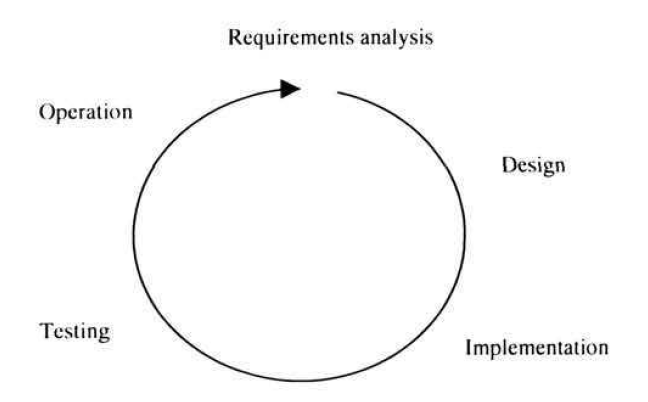 Requirements analysis
Operation
Design
Testing
Implementation